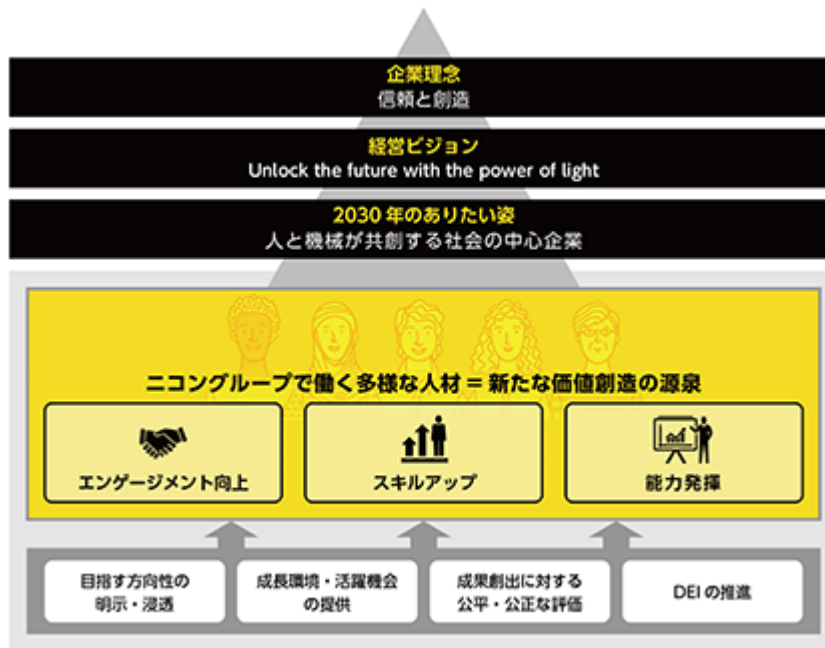 企業理念
信頼と創造
経営ビジョン
Unlock the future with the power of light
2030年のありたい姿
人と機械が共創する社会の中心企業
ニコングループで働く多様な人材＝新たな価値創造の源泉
エンゲージメント向上
スキルアップ
能力発揮
目指す方向性の
明示・浸透
成長環境・活躍機会
の提供
成果創出に対する
公平・公正な評価
DEIの推進